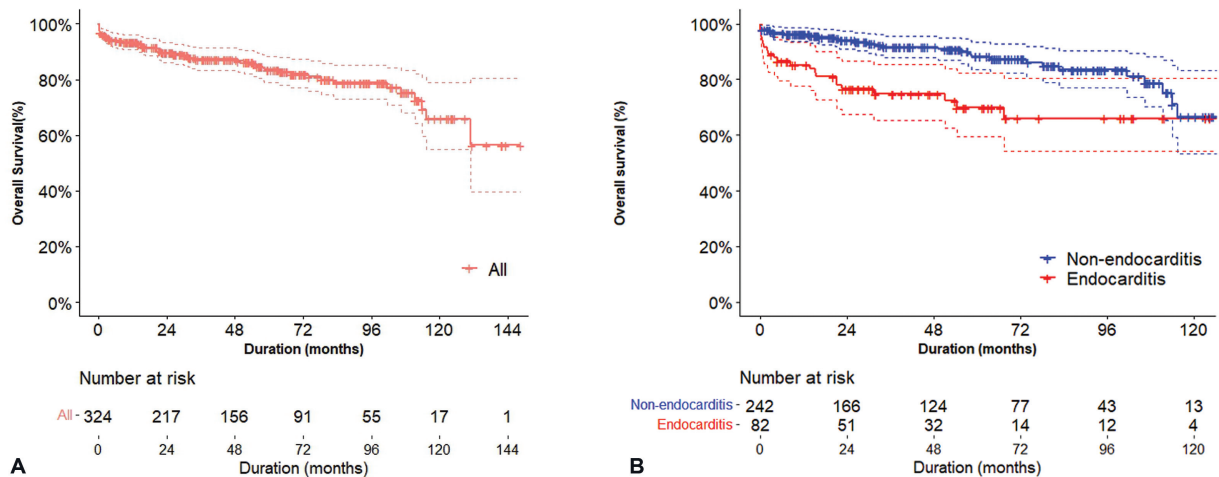 100%
80%
60%
40%
20%
0%
Overall Survival(%)
All
0 24 48 72 96 120 144
Duration (months)
Number at risk
All 324 217 156 91 55 17 1
0 24 48 72 96 120 144
Duration (months)
A
100%
80%
60%
40%
20%
0%
Overall survival(%)
Non-endocarditis
Endocarditis
0 24 48 72 96 120
Duration (months)
Number at risk
Non-endocarditis 242 166 124 77 43 13
Endocarditis 82 51 32 14 12 4
0 24 48 72 96 120
Duration (months)
B